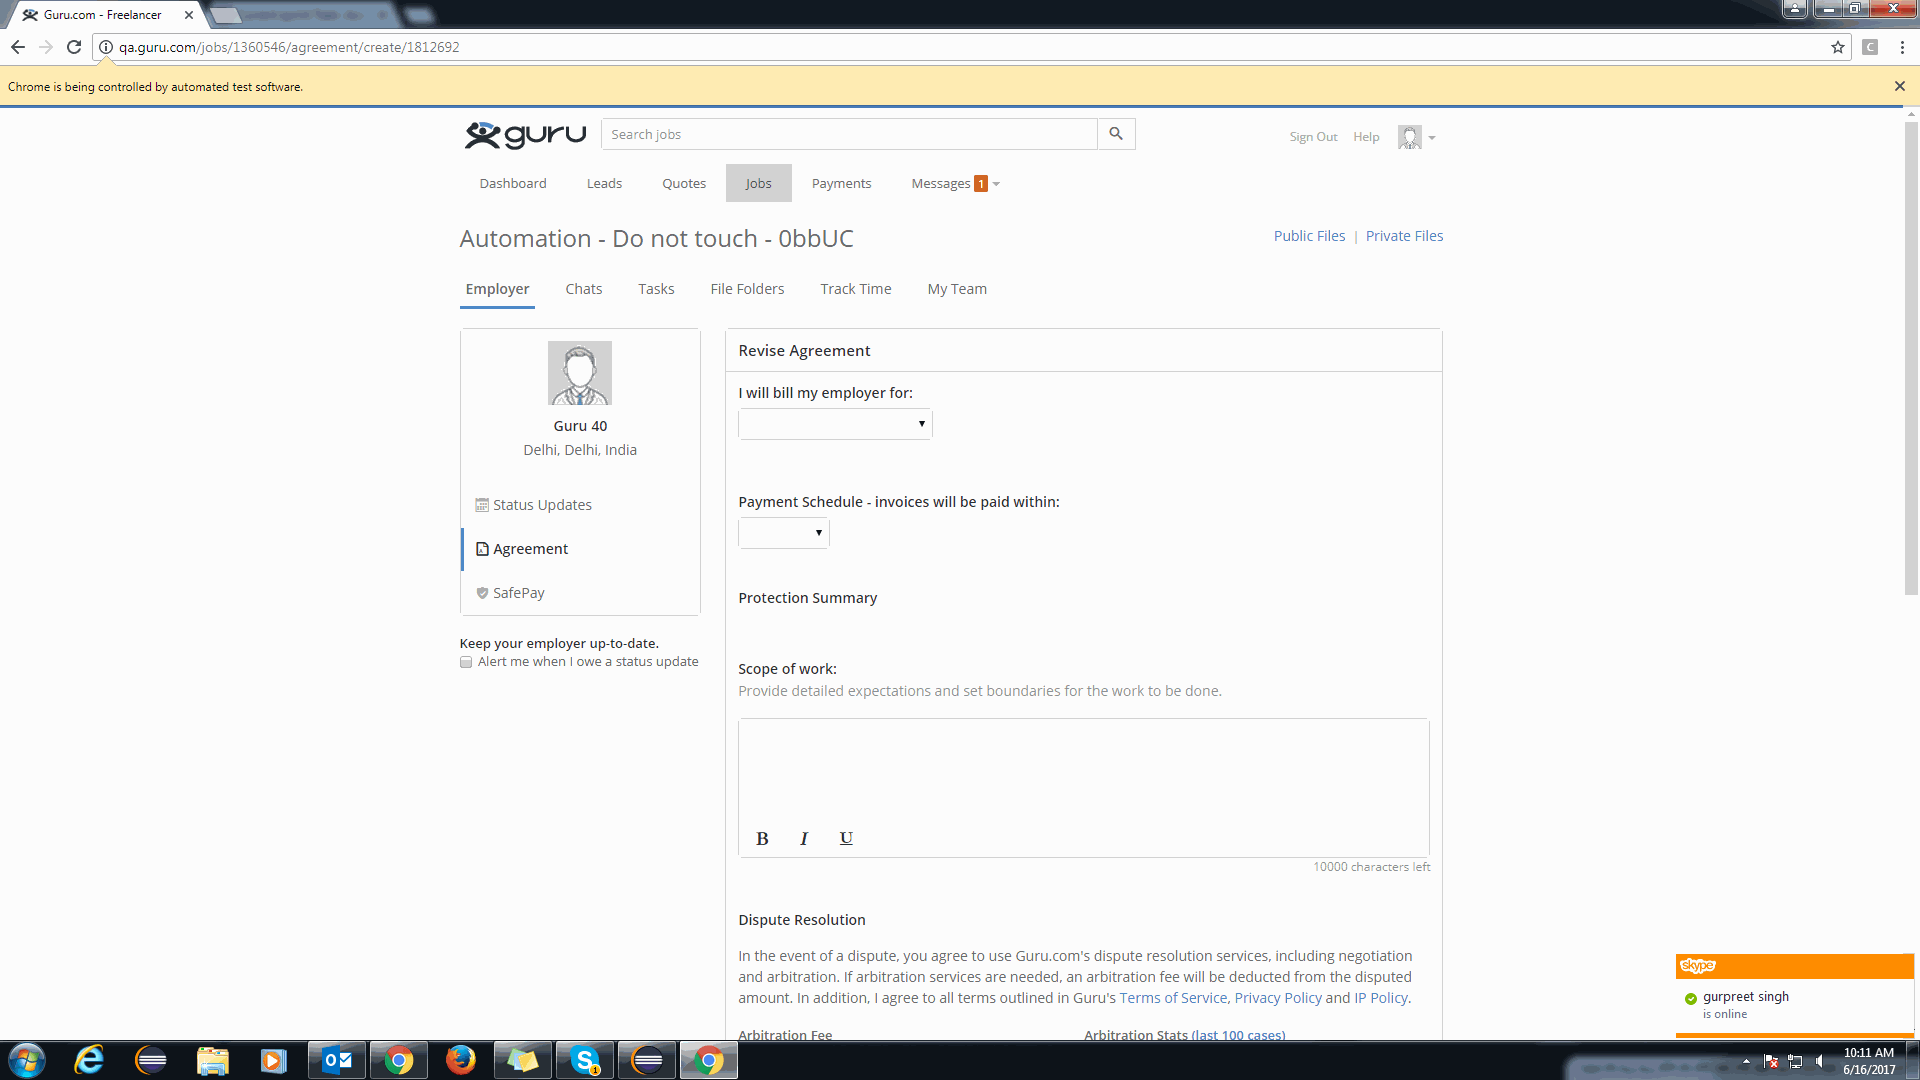 Guru.com - Freelancer
qa.guru.com/jobs/1360546/agreement/create/1812692
C
Chrome is being controlled by automated test software.
guru
Search jobs
Sign Out
Help
Dashboard
Leads
Quotes
Jobs
Payments
Messages 1
Automation - Do not touch - 0bbUC
Public Files | Private Files
Employer
Chats
Tasks
File Folders
Track Time
My Team
Guru 40
Delhi, Delhi, India
Status Updates
Agreement
SafePay
Keep your employer up-to-date.
Alert me when I owe a status update
Revise Agreement
I will bill my employer for:
Payment Schedule - invoices will be paid within:
Protection Summary
Scope of work:
Provide detailed expectations and set boundaries for the work to be done.
B I U
10000 characters left
Dispute Resolution
In the event of a dispute, you agree to use Guru.com's dispute resolution services, including negotiation
and arbitration. If arbitration services are needed, an arbitration fee will be deducted from the disputed
amount. In addition, I agree to all terms outlined in Guru's Terms of Service, Privacy Policy and IP Policy.
Arbitration Fee
Arbitration Stats (last 100 cases)
skype
gurpreet singh
is online
10:11 AM
6/16/2017